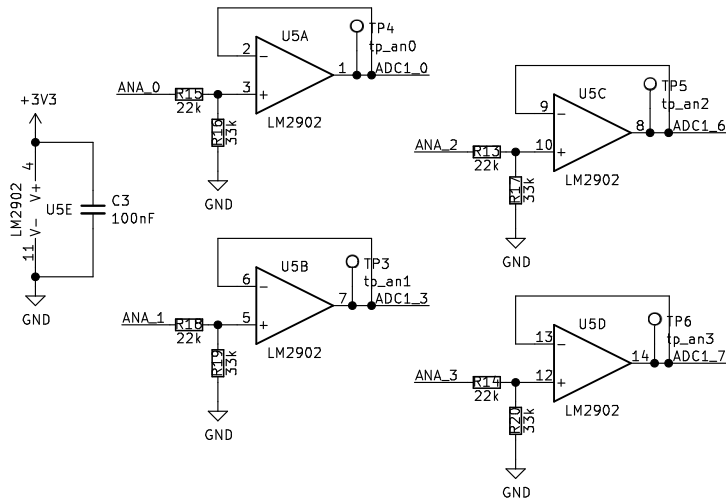 U5A
TP4
tp_an0
2
1
ADC1_0
ANA_0
R15
22k
3
R16
33k
LM2902
GND
U5C
TP5
tp_an2
9
8
ADC1_6
ANA_2
R13
22k
10
R17
33k
LM2902
GND
+3V3
4
LM2902
V+
V-
U5E
11
C3
100nF
GND
U5B
TP3
tp_an1
6
7
ADC1_3
ANA_1
R18
22k
5
R19
33k
LM2902
GND
U5D
TP6
tp_an3
13
14
ADC1_7
ANA_3
R14
22k
12
R20
33k
LM2902
GND